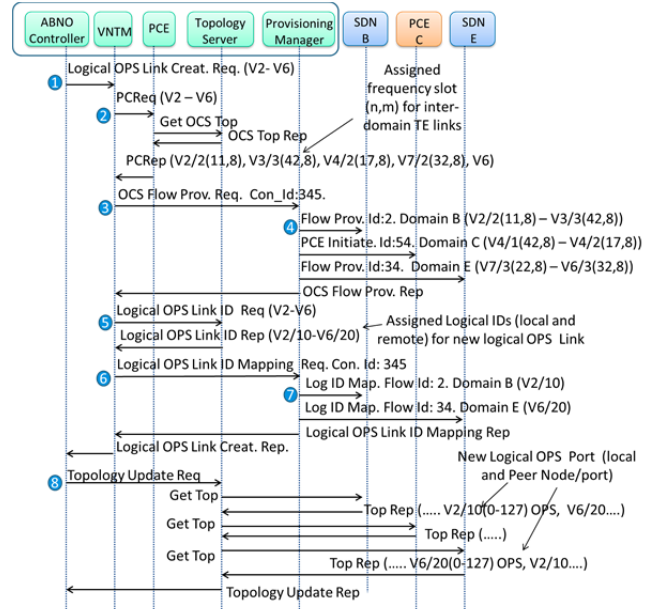 ABNO Controller
VNTM
PCE
Topology Server
Provisioning Manager
SDN B
PCE C
SDN E
1
Logical OPS Link Creat. Req. (V2- V6)
Assigned
frequency slot
(n,m) for inter-
domain TE links
2
PCReq (V2 – V6)
Get OCS Top
OCS Top Rep
PCRep (V2/2(11,8), V3/3(42,8), V4/2(17,8), V7/2(32,8), V6)
3
OCS Flow Prov. Req. Con_Id:345.
4
Flow Prov. Id:2. Domain B (V2/2(11,8) – V3/3(42,8))
PCE Initiate. Id:54. Domain C (V4/1(42,8) – V4/2(17,8))
Flow Prov. Id:34. Domain E (V7/3(22,8) – V6/3(32,8))
OCS Flow Prov. Rep
5
Logical OPS Link ID Req (V2-V6)
Logical OPS Link ID Rep (V2/10-V6/20)
Assigned Logical IDs (local and
remote) for new logical OPS Link
6
Logical OPS Link ID Mapping Req. Con. Id: 345
7
Log ID Map. Flow Id: 2. Domain B (V2/10)
Log ID Map. Flow Id: 34. Domain E (V6/20)
Logical OPS Link ID Mapping Rep
Logical OPS Link Creat. Rep.
New Logical OPS Port (local
and Peer Node/port)
8
Topology Update Req
Get Top
Top Rep (..... V2/10(0-127) OPS, V6/20....)
Get Top
Top Rep (.....)
Get Top
Top Rep (..... V6/20(0-127) OPS, V2/10....)
Topology Update Rep